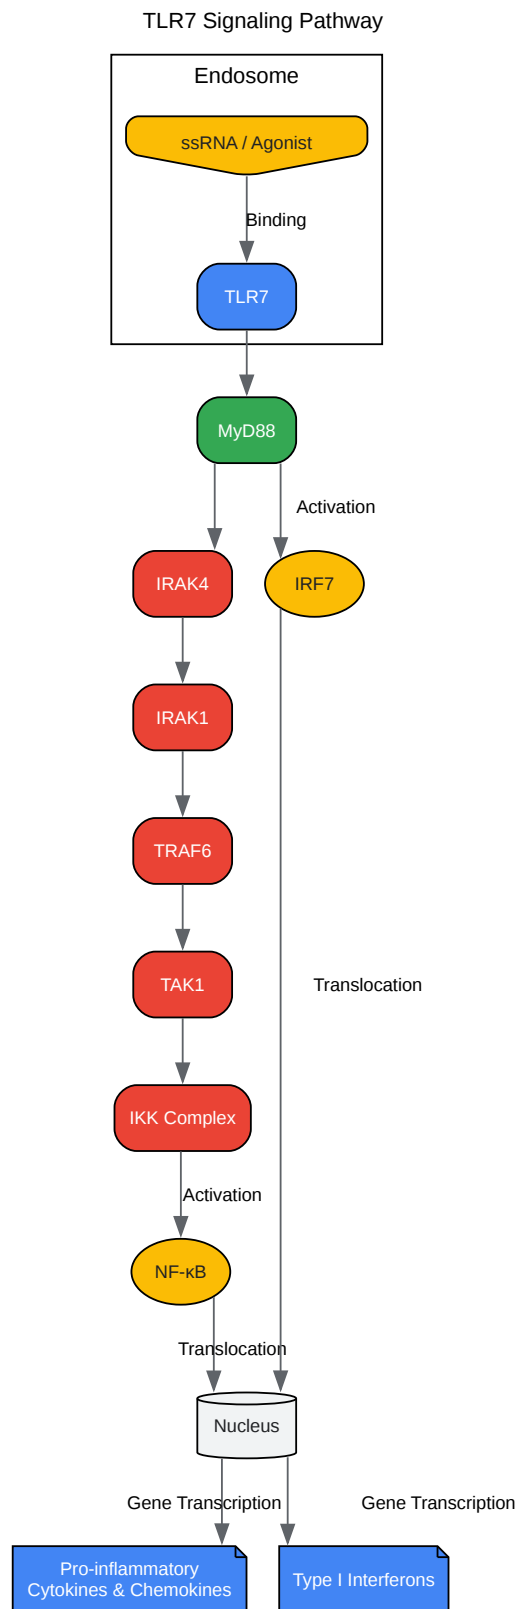 TLR7 Signaling Pathway
Endosome
ssRNA / Agonist
Binding
TLR7
MyD88
Activation
IRAK4
IRF7
IRAK1
TRAF6
TAK1
Translocation
IKK Complex
Activation
NF-κB
Translocation
Nucleus
Gene Transcription
Gene Transcription
Pro-inflammatory
Cytokines & Chemokines
Type I Interferons